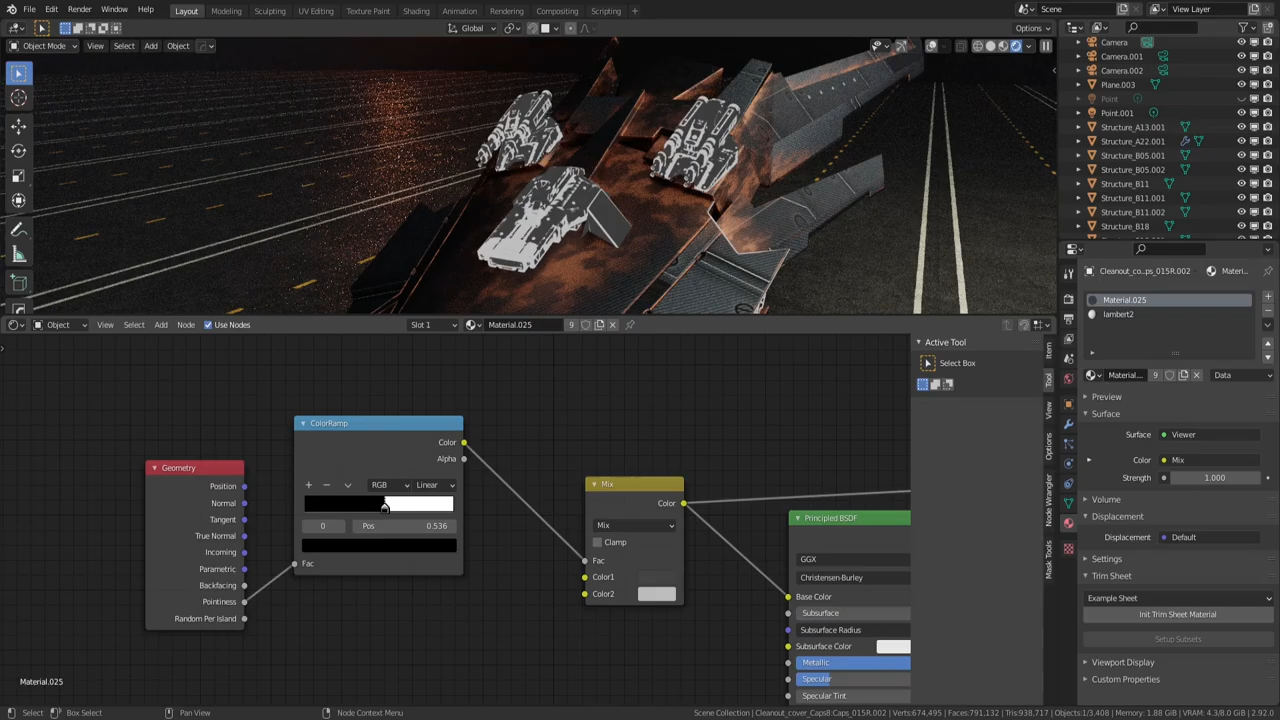 File Edit Render Window Help Layout Modeling Sculpting UV Editing Texture Paint Shading Animation Rendering Compositing Scripting + Scene View Layer
Global Options
Object Mode View Select Add Object
Camera
Camera.001
Camera.002
Plane.003
Point
Point.001
Structure_A13.001
Structure_A22.001
Structure_B05.001
Structure_B05.002
Structure_B11
Structure_B11.001
Structure_B11.002
Structure_B18
Object View Select Add Node Use Nodes Slot 1 Material.025 9
Active Tool
Select Box
Item
Tool
View
Options
Node Wrangler
Mask Tools
Geometry
Position
Normal
Tangent
True Normal
Incoming
Parametric
Backfacing
Pointiness
Random Per Island
ColorRamp
Color
Alpha
RGB Linear
0 Pos 0.536
Fac
Mix
Color
Mix
Clamp
Fac
Color1
Color2
Principled BSDF
GGX
Christensen-Burley
Base Color
Subsurface
Subsurface Radius
Subsurface Color
Metallic
Specular
Specular Tint
Material.025
Cleanout_co...ps_015R.002 Materi...
Material.025
lambert2
Material... 9 Data
Preview
Surface
Surface Viewer
Color Mix
Strength 1.000
Volume
Displacement
Displacement Default
Settings
Trim Sheet
Example Sheet
Init Trim Sheet Material
Setup Subsets
Viewport Display
Custom Properties
Select Box Select Pan View Node Context Menu Scene Collection | Cleanout_cover_Caps8:Caps_015R.002 | Verts:674,495 | Faces:791,132 | Tris:938,717 | Objects:1/3,408 | Memory: 1.88 GiB | VRAM: 4.3/8.0 GiB | 2.92.0